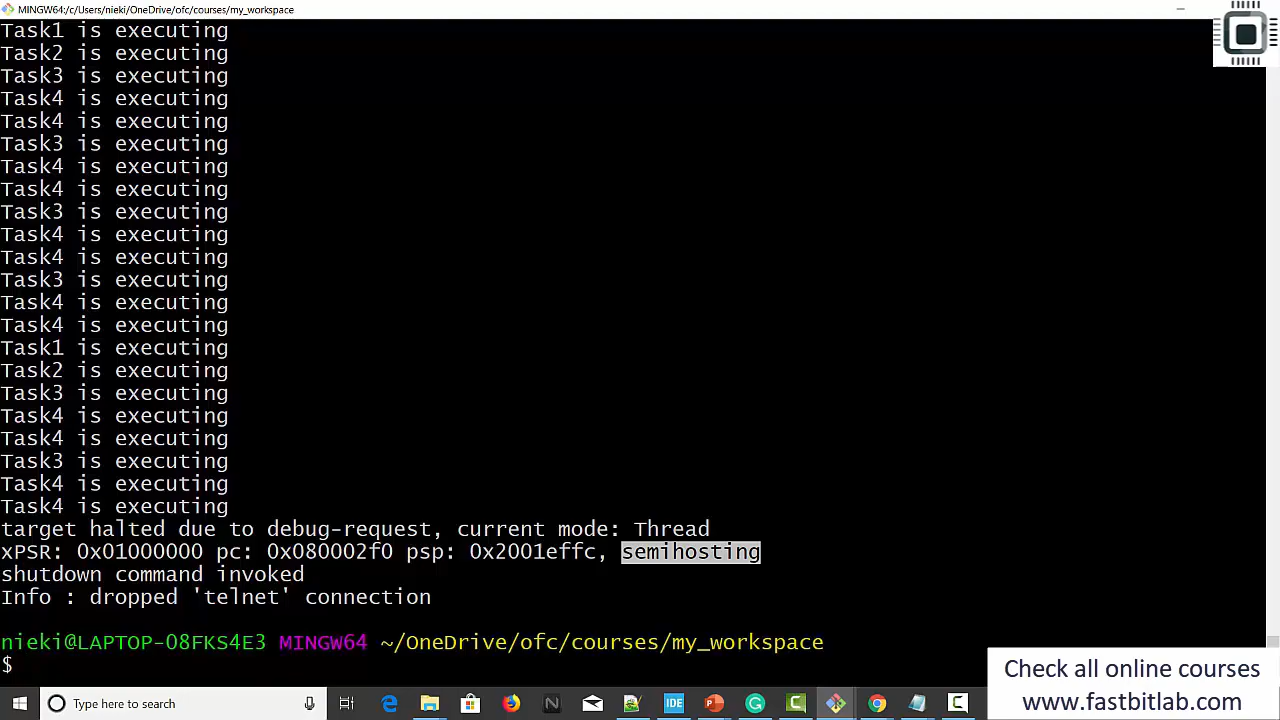 MINGW64:/c/Users/nieki/OneDrive/ofc/courses/my_workspace
Task1 is executing
Task2 is executing
Task3 is executing
Task4 is executing
Task4 is executing
Task3 is executing
Task4 is executing
Task4 is executing
Task3 is executing
Task4 is executing
Task4 is executing
Task3 is executing
Task4 is executing
Task4 is executing
Task1 is executing
Task2 is executing
Task3 is executing
Task4 is executing
Task4 is executing
Task3 is executing
Task4 is executing
Task4 is executing
target halted due to debug-request, current mode: Thread
xPSR: 0x01000000 pc: 0x080002f0 psp: 0x2001effc, semihosting
shutdown command invoked
Info : dropped 'telnet' connection
nieki@LAPTOP-O8FKS4E3 MINGW64 ~/OneDrive/ofc/courses/my_workspace
$
Check all online courses
www.fastbitlab.com
Type here to search
IDE